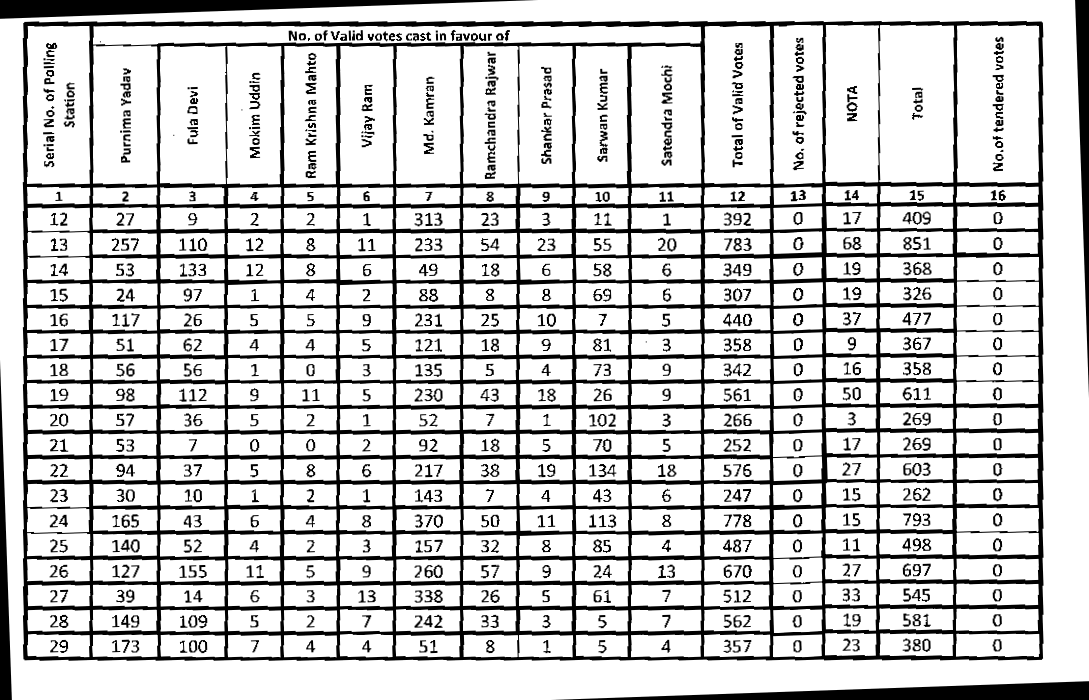 No. of Valid votes cast in favour of
Serial No. of Polling Station Purnima Yadav Fula Devi Mokim Uddin Ram Krishna Mahto Vijay Ram Md. Kamran Ramchandra Rajwar Shankar Prasad Sarwan Kumar Satendra Mochi Total of Valid Votes No. of rejected votes NOTA Total No.of tendered votes
1 2 3 4 5 6 7 8 9 10 11 12 13 14 15 16
12 27 9 2 2 1 313 23 3 11 1 392 0 17 409 0
13 257 110 12 8 11 233 54 23 55 20 783 0 68 851 0
14 53 133 12 8 6 49 18 6 58 6 349 0 19 368 0
15 24 97 1 4 2 88 8 8 69 6 307 0 19 326 0
16 117 26 5 5 9 231 25 10 7 5 440 0 37 477 0
17 51 62 4 4 5 121 18 9 81 3 358 0 9 367 0
18 56 56 1 0 3 135 5 4 73 9 342 0 16 358 0
19 98 112 9 11 5 230 43 18 26 9 561 0 50 611 0
20 57 36 5 2 1 52 7 1 102 3 266 0 3 269 0
21 53 7 0 0 2 92 18 5 70 5 252 0 17 269 0
22 94 37 5 8 6 217 38 19 134 18 576 0 27 603 0
23 30 10 1 2 1 143 7 4 43 6 247 0 15 262 0
24 165 43 6 4 8 370 50 11 113 8 778 0 15 793 0
25 140 52 4 2 3 157 32 8 85 4 487 0 11 498 0
26 127 155 11 5 9 260 57 9 24 13 670 0 27 697 0
27 39 14 6 3 13 338 26 5 61 7 512 0 33 545 0
28 149 109 5 2 7 242 33 3 5 7 562 0 19 581 0
29 173 100 7 4 4 51 8 1 5 4 357 0 23 380 0